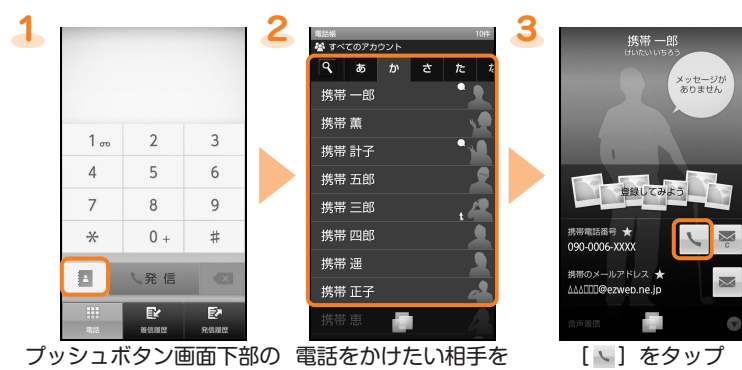 1
2
3
1
2
3
4
5
6
7
8
9
*
0 +
#
発信
電話
着信履歴
発信履歴
電話帳
10件
すべてのアカウント
あ か さ た な
携帯 一郎
携帯 薫
携帯 計子
携帯 五郎
携帯 三郎
携帯 四郎
携帯 遥
携帯 正子
携帯 恵
携帯 一郎
けいたい いちろう
メッセージが
ありません
登録してみよう
携帯電話番号 ★
090-0006-XXXX
C
携帯のメールアドレス ★
△△△□□□@ezweb.ne.jp
音声着信
プッシュボタン画面下部の
電話をかけたい相手を
[ ] をタップ